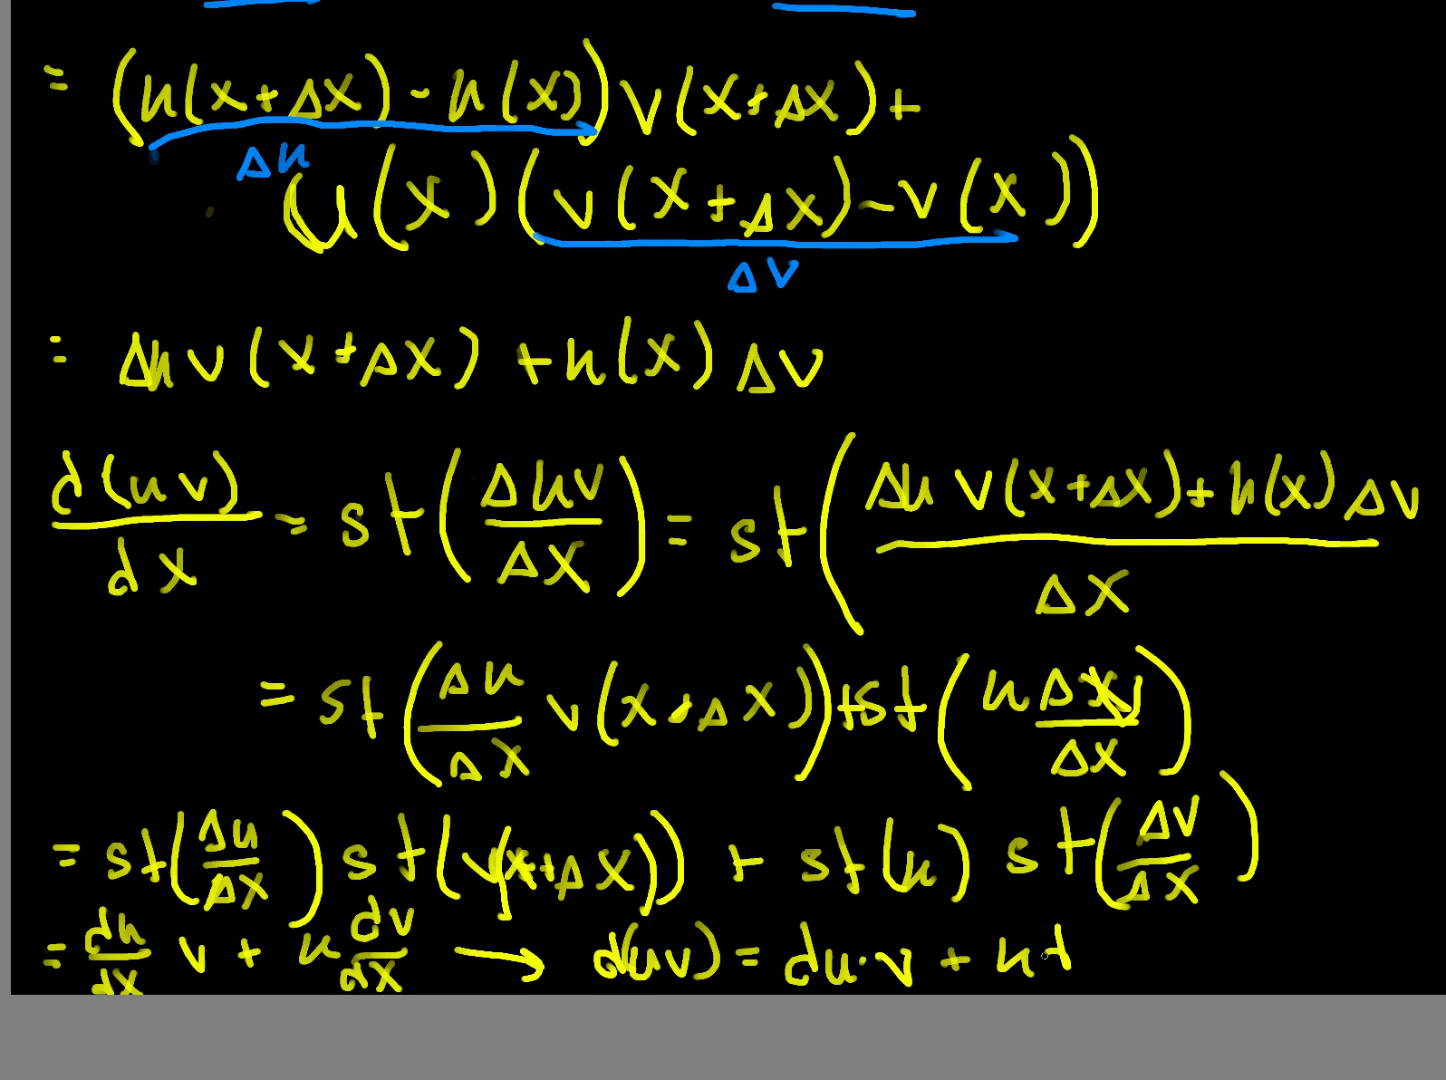 = (u(x+Δx) - u(x)) v(x+Δx) +
Δu
u(x) (v(x+Δx) - v(x))
Δv
= Δu v(x+Δx) + u(x) Δv
d(uv)/dx = st(Δuv/Δx) = st((Δu v(x+Δx) + u(x) Δv)/Δx
= st(Δu/Δx v(x+Δx)) + st(u Δv/Δx)
= st(Δu/Δx) st(v(x+Δx)) + st(u) st(Δv/Δx)
= du/dx v + u dv/dx → d(uv) = du·v + u d